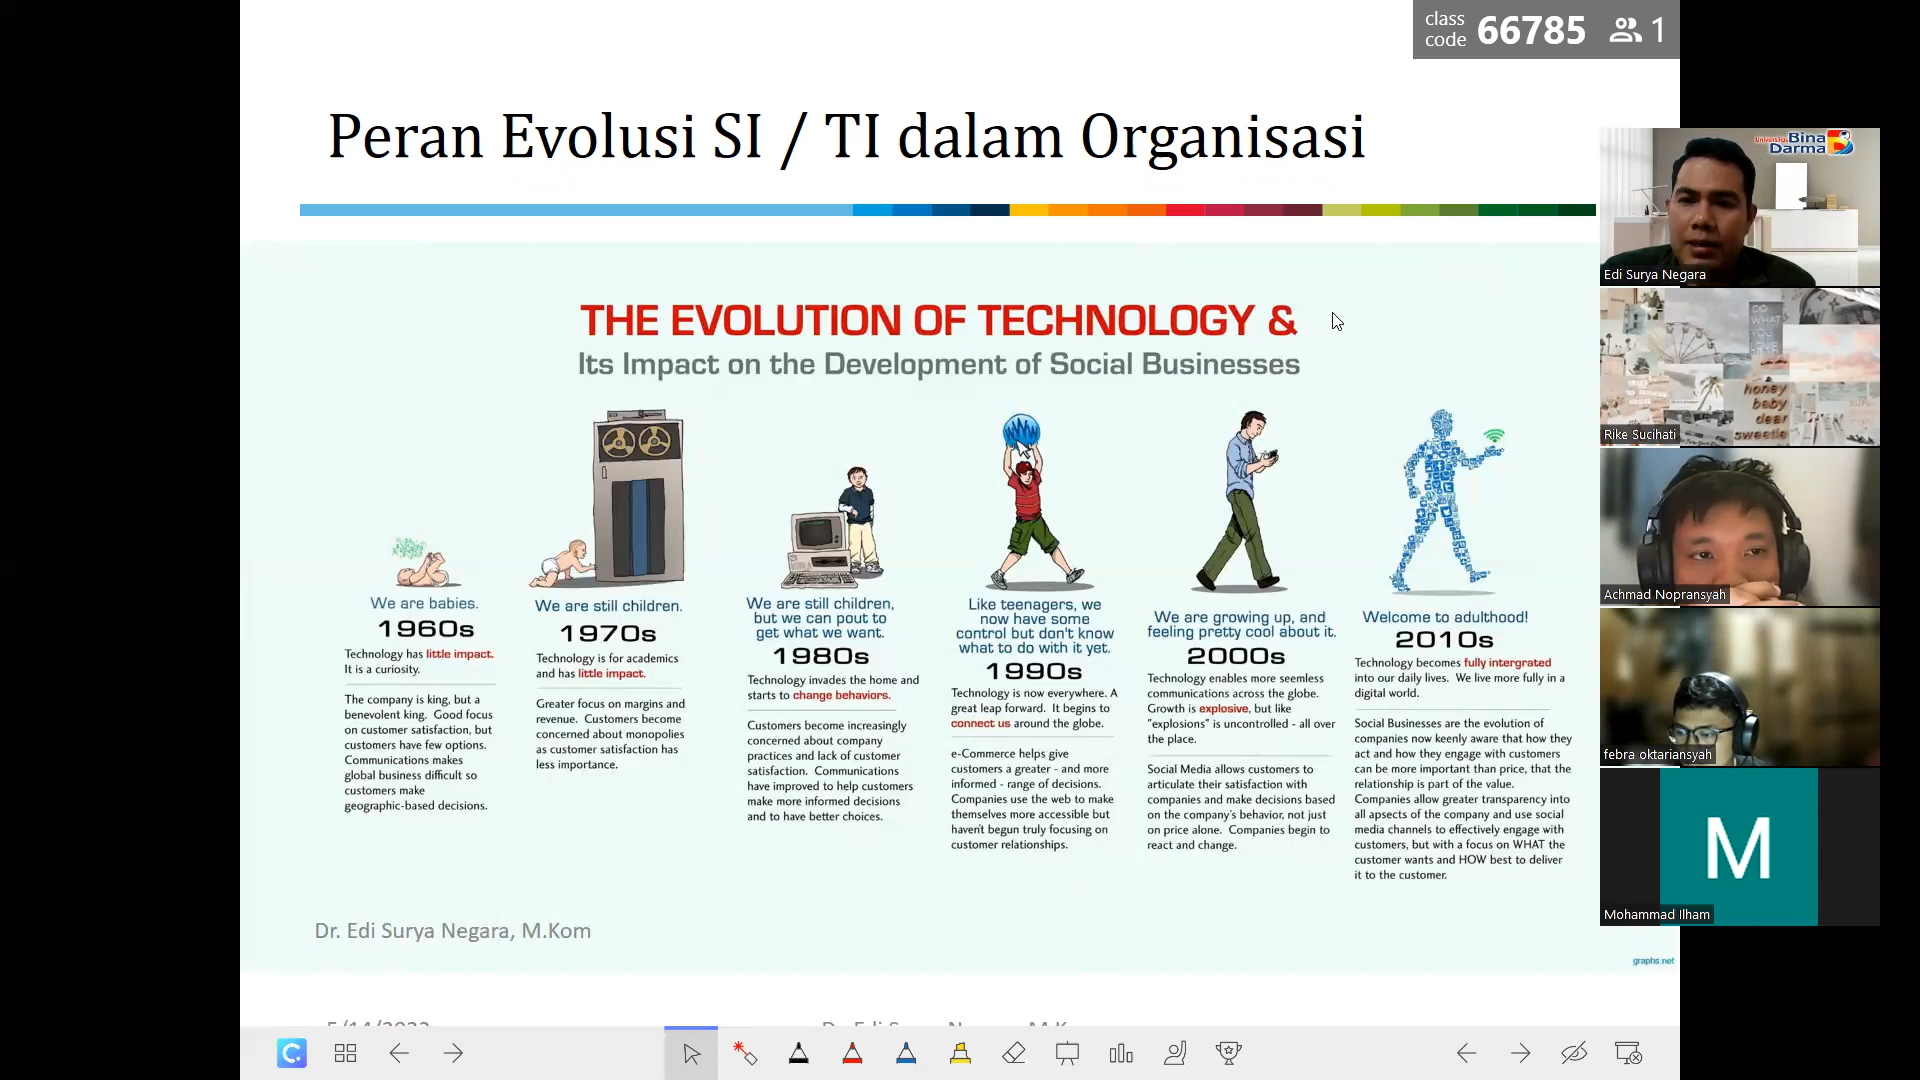 class
code 66785 1
Peran Evolusi SI / TI dalam Organisasi
THE EVOLUTION OF TECHNOLOGY &
Its Impact on the Development of Social Businesses
We are babies.
1960s
Technology has little impact.
It is a curiosity.
The company is king, but a
benevolent king. Good focus
on customer satisfaction, but
customers have few options.
Communications makes
global business difficult so
customers make
geographic-based decisions.
We are still children.
1970s
Technology is for academics
and has little impact.
Greater focus on margins and
revenue. Customers become
concerned about monopolies
as customer satisfaction has
less importance.
We are still children,
but we can pout to
get what we want.
1980s
Technology invades the home and
starts to change behaviors.
Customers become increasingly
concerned about company
practices and lack of customer
satisfaction. Communications
have improved to help customers
make more informed decisions
and to have better choices.
Like teenagers, we
now have some
control but don't know
what to do with it yet.
1990s
Technology is now everywhere. A
great leap forward. It begins to
connect us around the globe.
e-Commerce helps give
customers a greater - and more
informed - range of decisions.
Companies use the web to make
themselves more accessible but
haven't begun truly focusing on
customer relationships.
We are growing up, and
feeling pretty cool about it.
2000s
Technology enables more seemless
communications across the globe.
Growth is explosive, but like
"explosions" is uncontrolled - all over
the place.
Social Media allows customers to
articulate their satisfaction with
companies and make decisions based
on the company's behavior, not just
on price alone. Companies begin to
react and change.
Welcome to adulthood!
2010s
Technology becomes fully intergrated
into our daily lives. We live more fully in a
digital world.
Social Businesses are the evolution of
companies now keenly aware that how they
act and how they engage with customers
can be more important than price, that the
relationship is part of the value.
Companies allow greater transparency into
all apsects of the company and use social
media channels to effectively engage with
customers, but with a focus on WHAT the
customer wants and HOW best to deliver
it to the customer.
Dr. Edi Surya Negara, M.Kom
graphs.net
Universitas Bina
Darma
Edi Surya Negara
DO
WHAT
YOU
honey
baby
dear
sweetie
Rike Sucihati
Achmad Nopransyah
febra oktariansyah
M
Mohammad Ilham